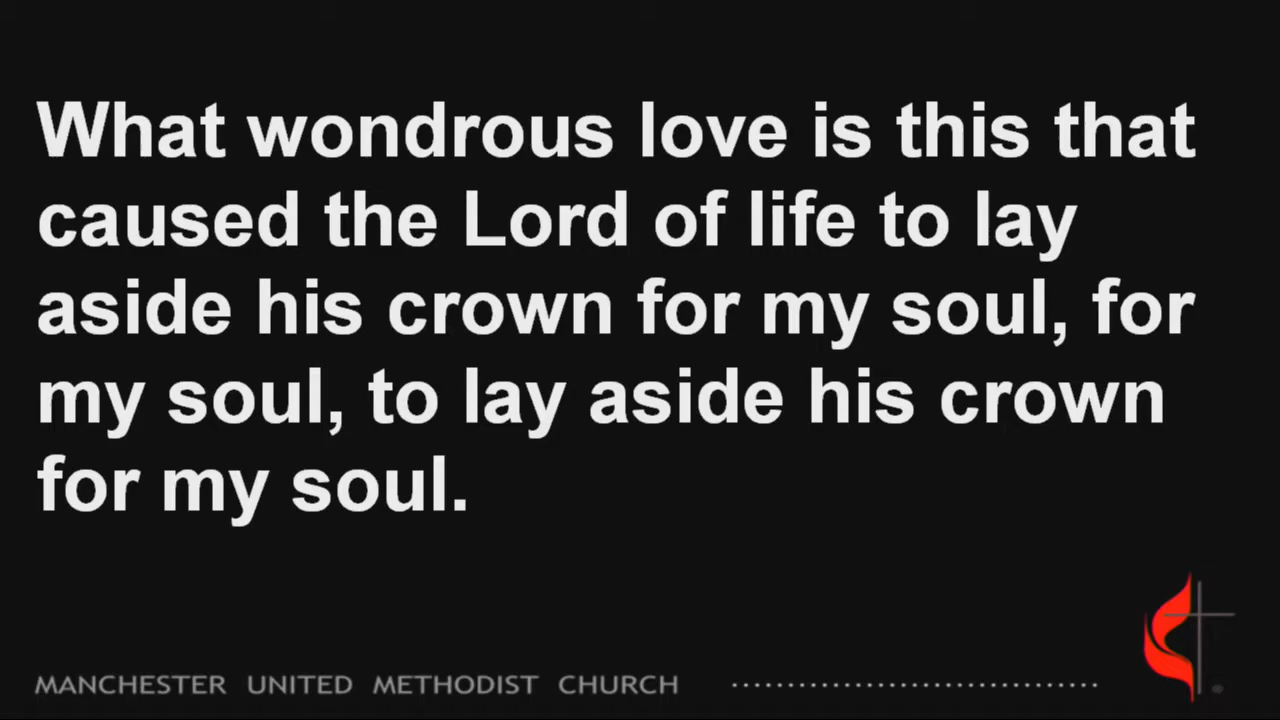 What wondrous love is this that
caused the Lord of life to lay
aside his crown for my soul, for
my soul, to lay aside his crown
for my soul.
MANCHESTER UNITED METHODIST CHURCH